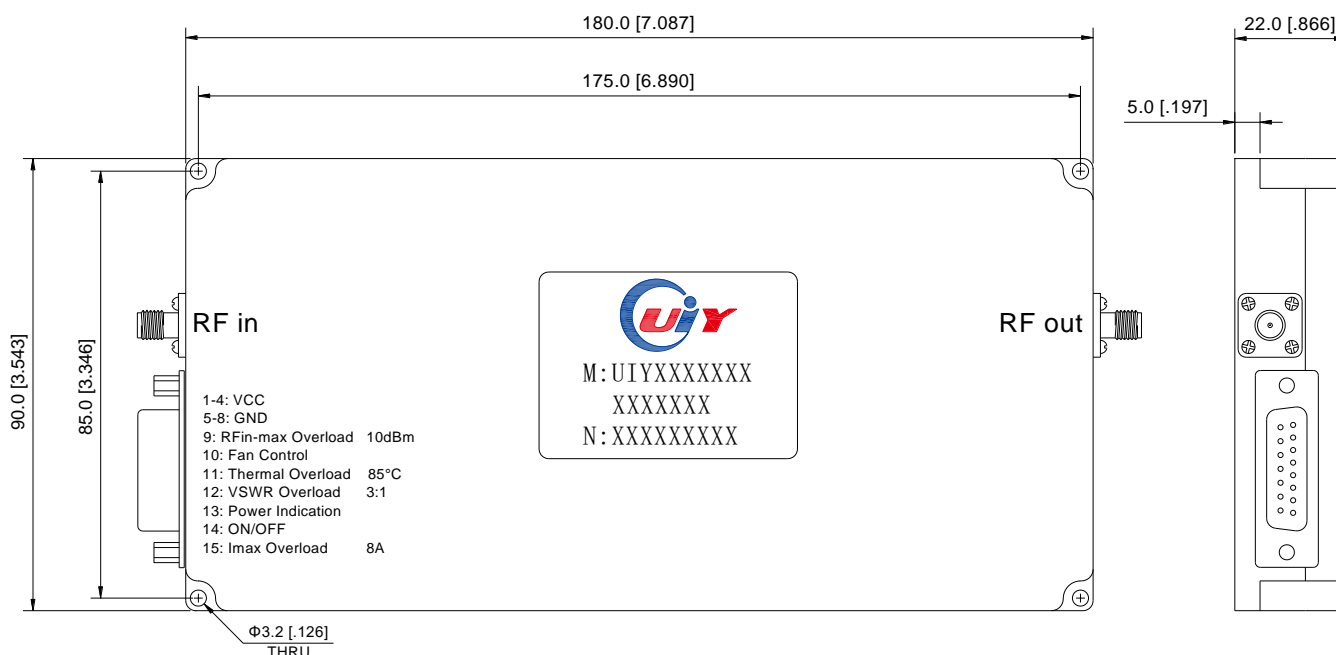 180.0 [7.087]
22.0 [.866]
175.0 [6.890]
5.0 [.197]
90.0 [3.543]
85.0 [3.346]
RF in
RF out
UiY
M:UIYXXXXXXX
XXXXXXX
N:XXXXXXXXX
1-4: VCC
5-8: GND
9: RFin-max Overload 10dBm
10: Fan Control
11: Thermal Overload 85°C
12: VSWR Overload 3:1
13: Power Indication
14: ON/OFF
15: Imax Overload 8A
Φ3.2 [.126]
THRU